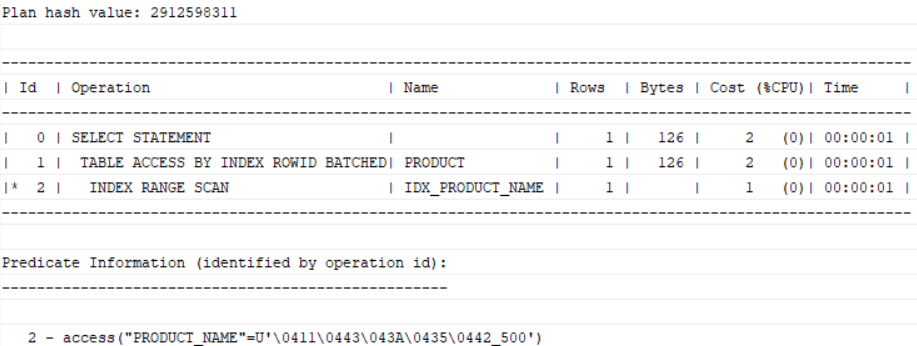 Plan hash value: 2912598311
--------------------------------------------------------------------------------------------------------
| Id  | Operation                           | Name             | Rows  | Bytes | Cost (%CPU)| Time     |
--------------------------------------------------------------------------------------------------------
|   0 | SELECT STATEMENT                    |                  |     1 |   126 |     2   (0)| 00:00:01 |
|   1 |  TABLE ACCESS BY INDEX ROWID BATCHED| PRODUCT          |     1 |   126 |     2   (0)| 00:00:01 |
|*  2 |   INDEX RANGE SCAN                  | IDX_PRODUCT_NAME |     1 |       |     1   (0)| 00:00:01 |
--------------------------------------------------------------------------------------------------------
Predicate Information (identified by operation id):
---------------------------------------------------
   2 - access("PRODUCT_NAME"=U'\0411\0443\043A\0435\0442_500')